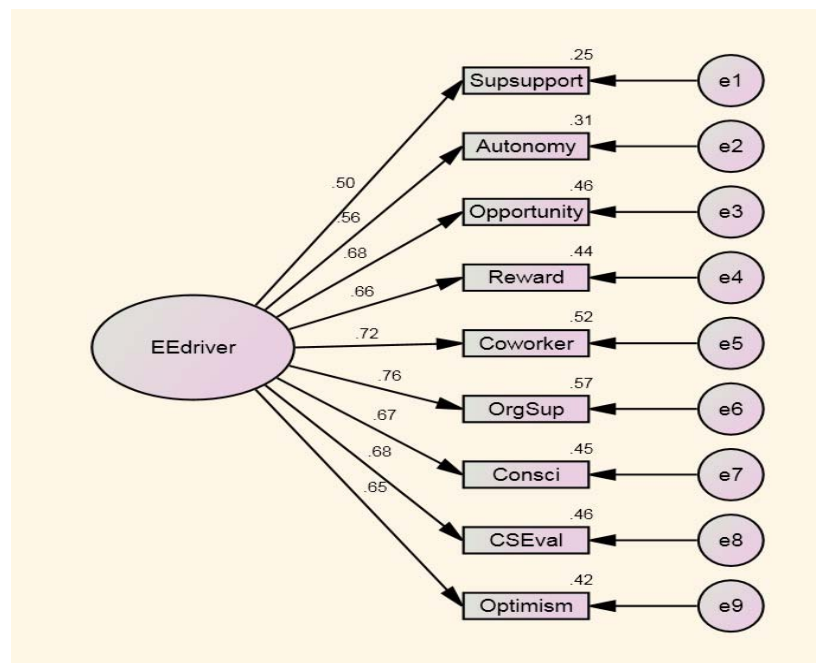 .25
Supsupport
e1
.31
Autonomy
e2
.50
.46
Opportunity
e3
.56
.44
Reward
e4
.68
.66
.52
EEdriver
.72
Coworker
e5
.57
.76
OrgSup
e6
.45
.67
Consci
e7
.68
.46
.65
CSEval
e8
.42
Optimism
e9